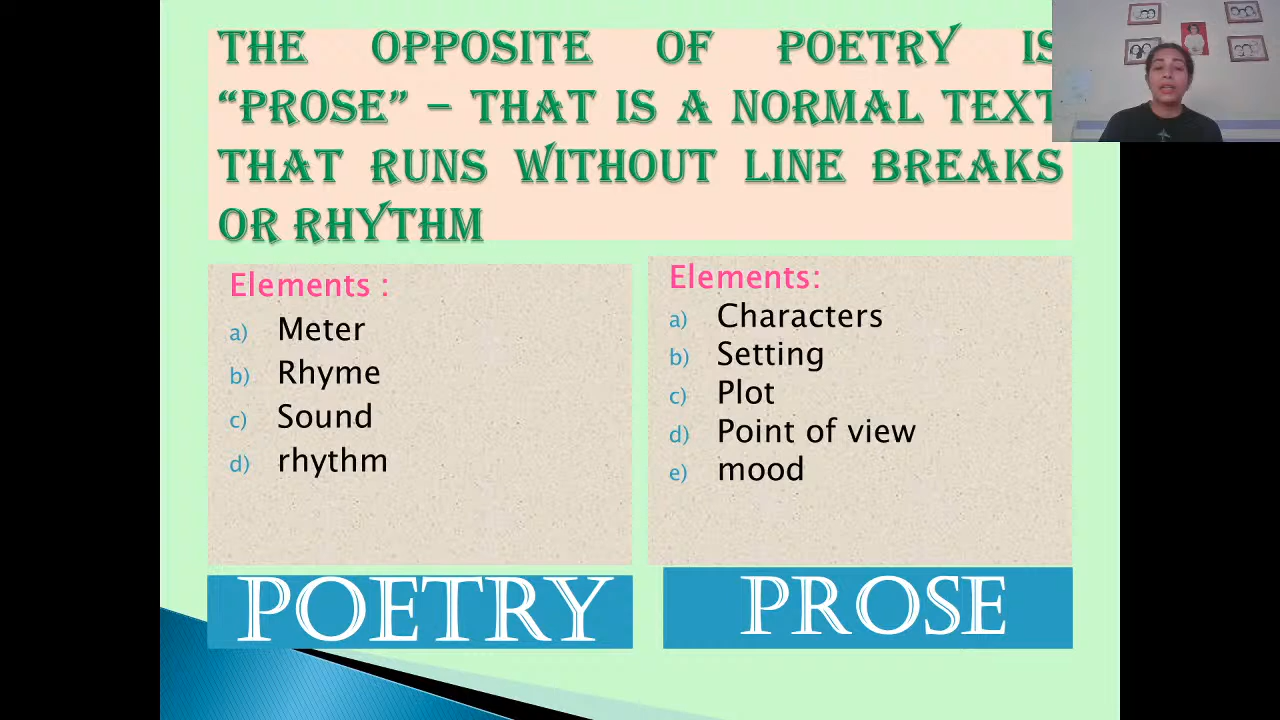 THE OPPOSITE OF POETRY IS
“PROSE” – THAT IS A NORMAL TEXT
THAT RUNS WITHOUT LINE BREAKS
OR RHYTHM
Elements :
a) Meter
b) Rhyme
c) Sound
d) rhythm
POETRY
Elements:
a) Characters
b) Setting
c) Plot
d) Point of view
e) mood
PROSE